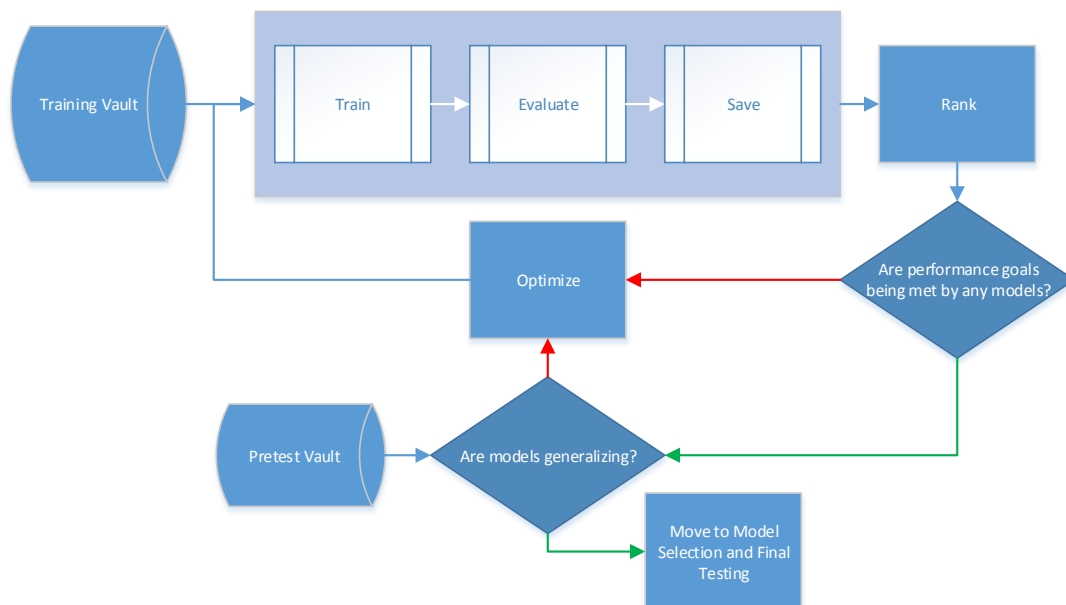 Training Vault
Train
Evaluate
Save
Rank
Optimize
Are performance goals
being met by any models?
Pretest Vault
Are models generalizing?
Move to Model
Selection and Final
Testing